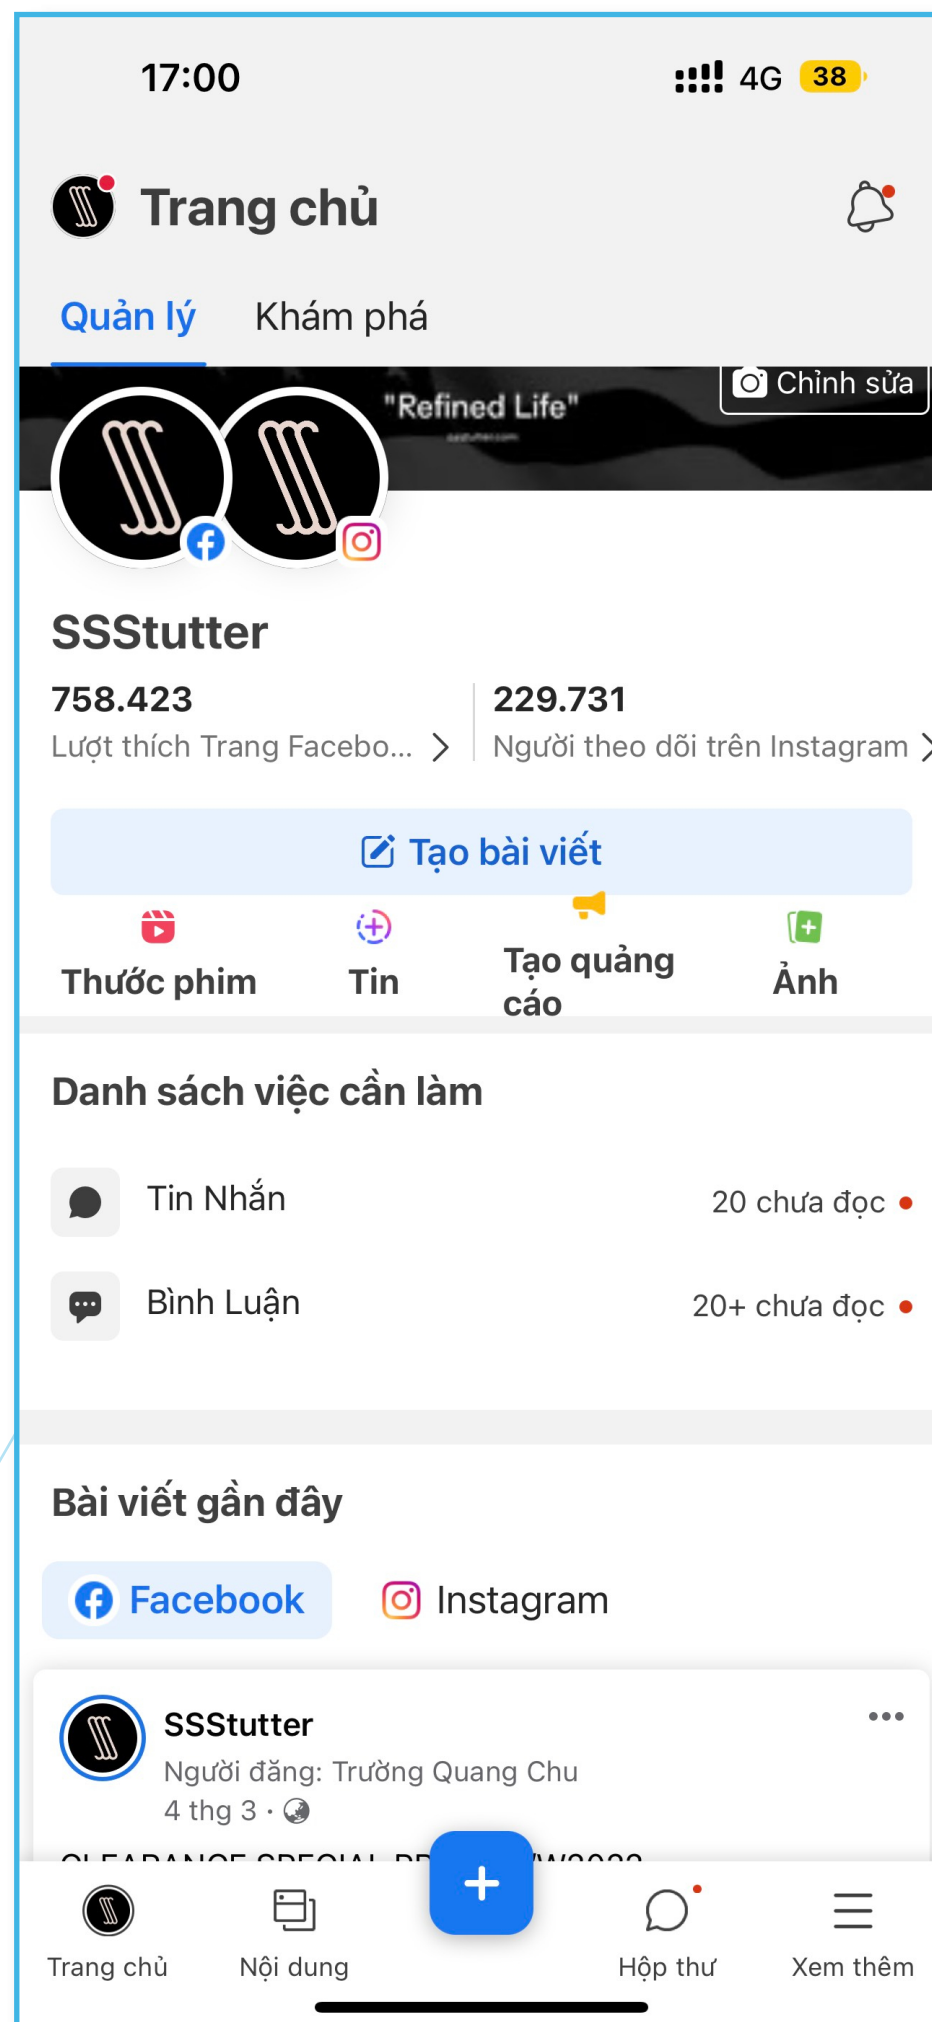 17:00 4G 38
Trang chủ
Quản lý Khám phá
"Refined Life" Chỉnh sửa
SSStutter
758.423 229.731
Lượt thích Trang Facebo... Người theo dõi trên Instagram
Tạo bài viết
Thước phim Tin Tạo quảng cáo Ảnh
Danh sách việc cần làm
Tin Nhắn 20 chưa đọc
Bình Luận 20+ chưa đọc
Bài viết gần đây
Facebook Instagram
SSStutter
Người đăng: Trường Quang Chu
4 thg 3 ·
CLEARANCE SPECIAL
Trang chủ Nội dung Hộp thư Xem thêm